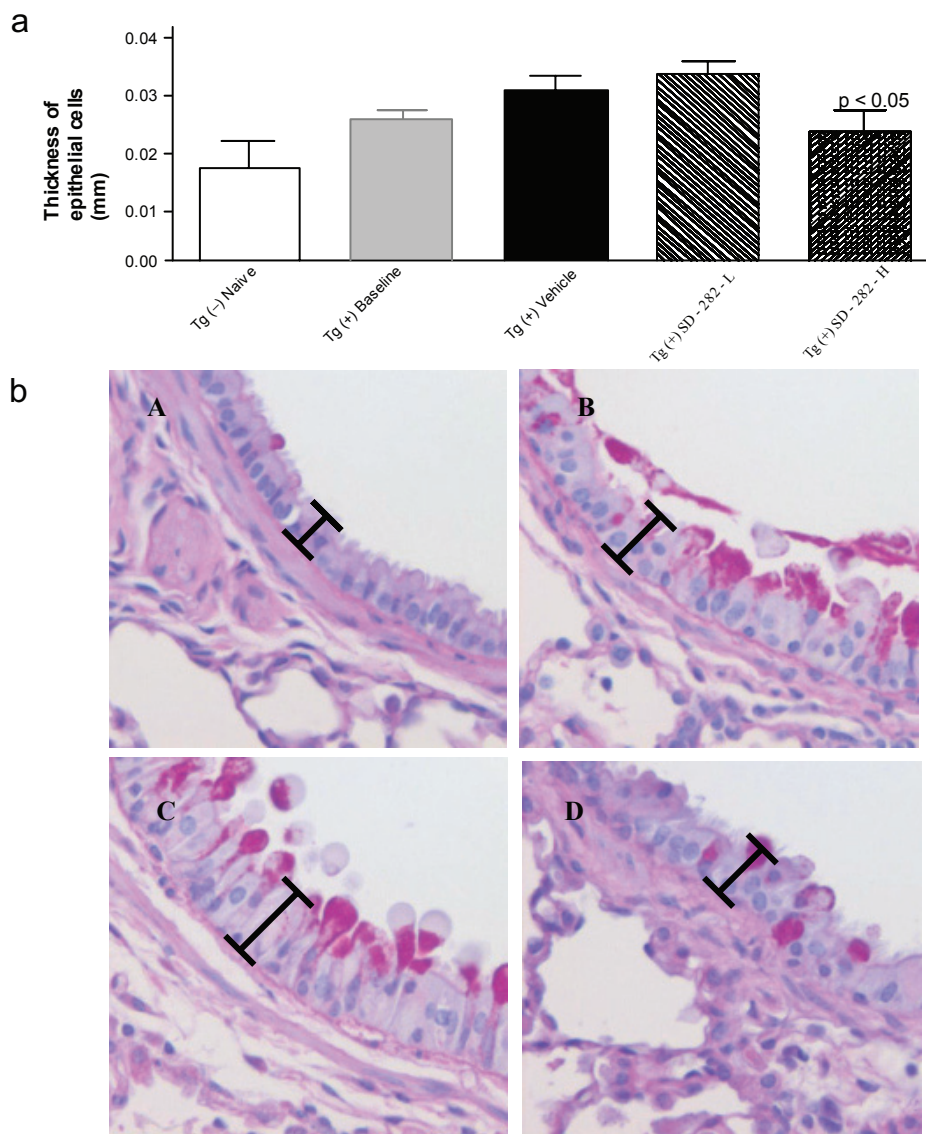 a
0.04
0.03
0.02
0.01
0.00
Thickness of
epithelial cells
(mm)
p < 0.05
Tg (−) Naive
Tg (+) Baseline
Tg (+) Vehicle
Tg (+) SD - 282 - L
Tg (+) SD - 282 - H
b
A
B
C
D